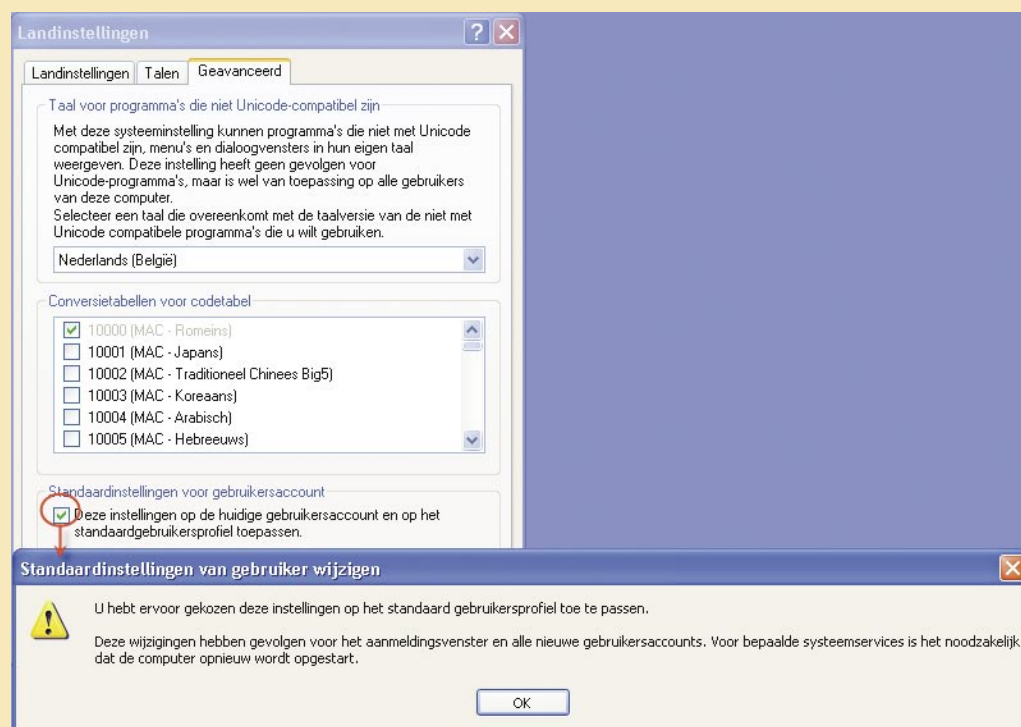 Landinstellingen
Landinstellingen Talen Geavanceerd
Taal voor programma's die niet Unicode-compatibel zijn
Met deze systeeminstelling kunnen programma's die niet met Unicode
compatibel zijn, menu's en dialoogvensters in hun eigen taal
weergeven. Deze instelling heeft geen gevolgen voor
Unicode-programma's, maar is wel van toepassing op alle gebruikers
van deze computer.
Selecteer een taal die overeenkomt met de taalversie van de niet met
Unicode compatibele programma's die u wilt gebruiken.
Nederlands (België)
Conversietabellen voor codetabel
10000 (MAC - Romeins)
10001 (MAC - Japans)
10002 (MAC - Traditioneel Chinees Big5)
10003 (MAC - Koreaans)
10004 (MAC - Arabisch)
10005 (MAC - Hebreeuws)
Standaardinstellingen voor gebruikersaccount
Deze instellingen op de huidige gebruikersaccount en op het
standaardgebruikersprofiel toepassen.
Standaardinstellingen van gebruiker wijzigen
U hebt ervoor gekozen deze instellingen op het standaard gebruikersprofiel toe te passen.
Deze wijzigingen hebben gevolgen voor het aanmeldingsvenster en alle nieuwe gebruikersaccounts. Voor bepaalde systeemservices is het noodzakelijk
dat de computer opnieuw wordt opgestart.
OK